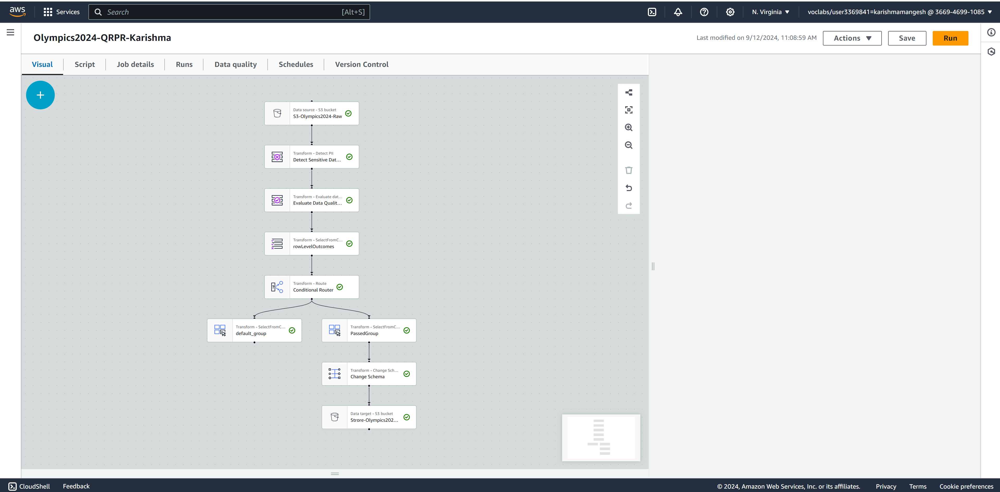 aws
Services
Search
[Alt+S]
N. Virginia
voclabs/user3369841=karishmamangesh @ 3669-4699-1085
Olympics2024-QRPR-Karishma
Last modified on 9/12/2024, 11:08:59 AM
Actions
Save
Run
Visual
Script
Job details
Runs
Data quality
Schedules
Version Control
Data source - S3 bucket
S3-Olympics2024-Raw
Transform - Detect PII
Detect Sensitive Dat...
Transform - Evaluate dat...
Evaluate Data Qualit...
Transform - SelectFromC...
rowLevelOutcomes
Transform - Route
Conditional Router
Transform - SelectFromC...
default_group
Transform - SelectFromC...
PassedGroup
Transform - Change Sch...
Change Schema
Data target - S3 bucket
Strore-Olympics202...
CloudShell
Feedback
© 2024, Amazon Web Services, Inc. or its affiliates.
Privacy
Terms
Cookie preferences